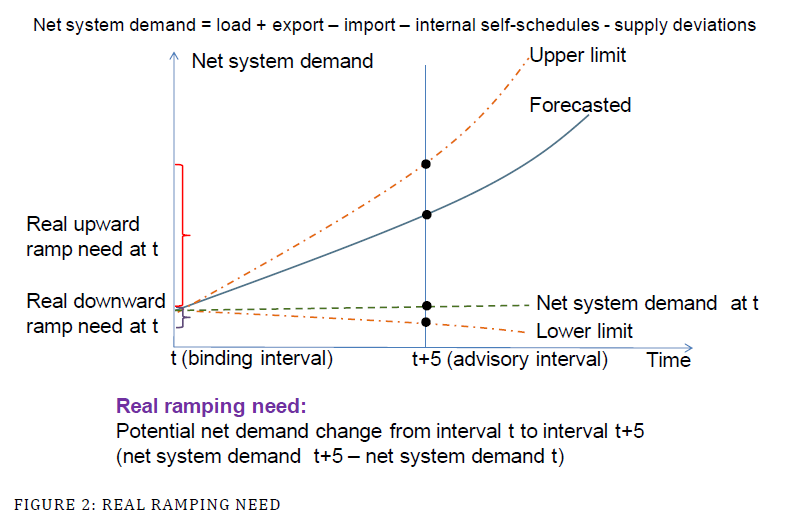 Net system demand = load + export – import – internal self-schedules - supply deviations
Net system demand
Upper limit
Forecasted
Real upward
ramp need at t
Real downward
ramp need at t
Net system demand  at t
Lower limit
t (binding interval)
t+5 (advisory interval)
Time
Real ramping need:
Potential net demand change from interval t to interval t+5
(net system demand  t+5 – net system demand t)
FIGURE 2: REAL RAMPING NEED